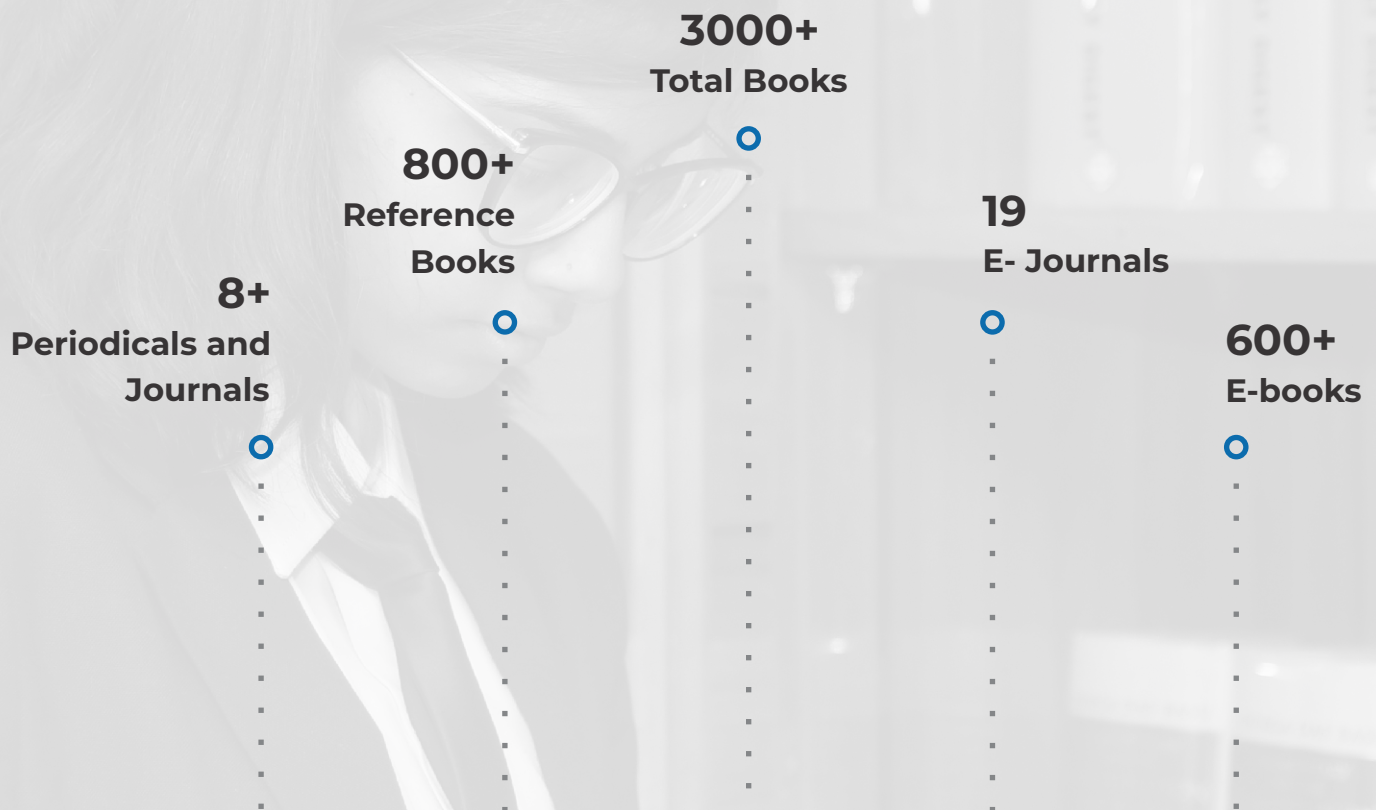 3000+
Total Books
800+
Reference
Books
19
E- Journals
8+
Periodicals and
Journals
600+
E-books